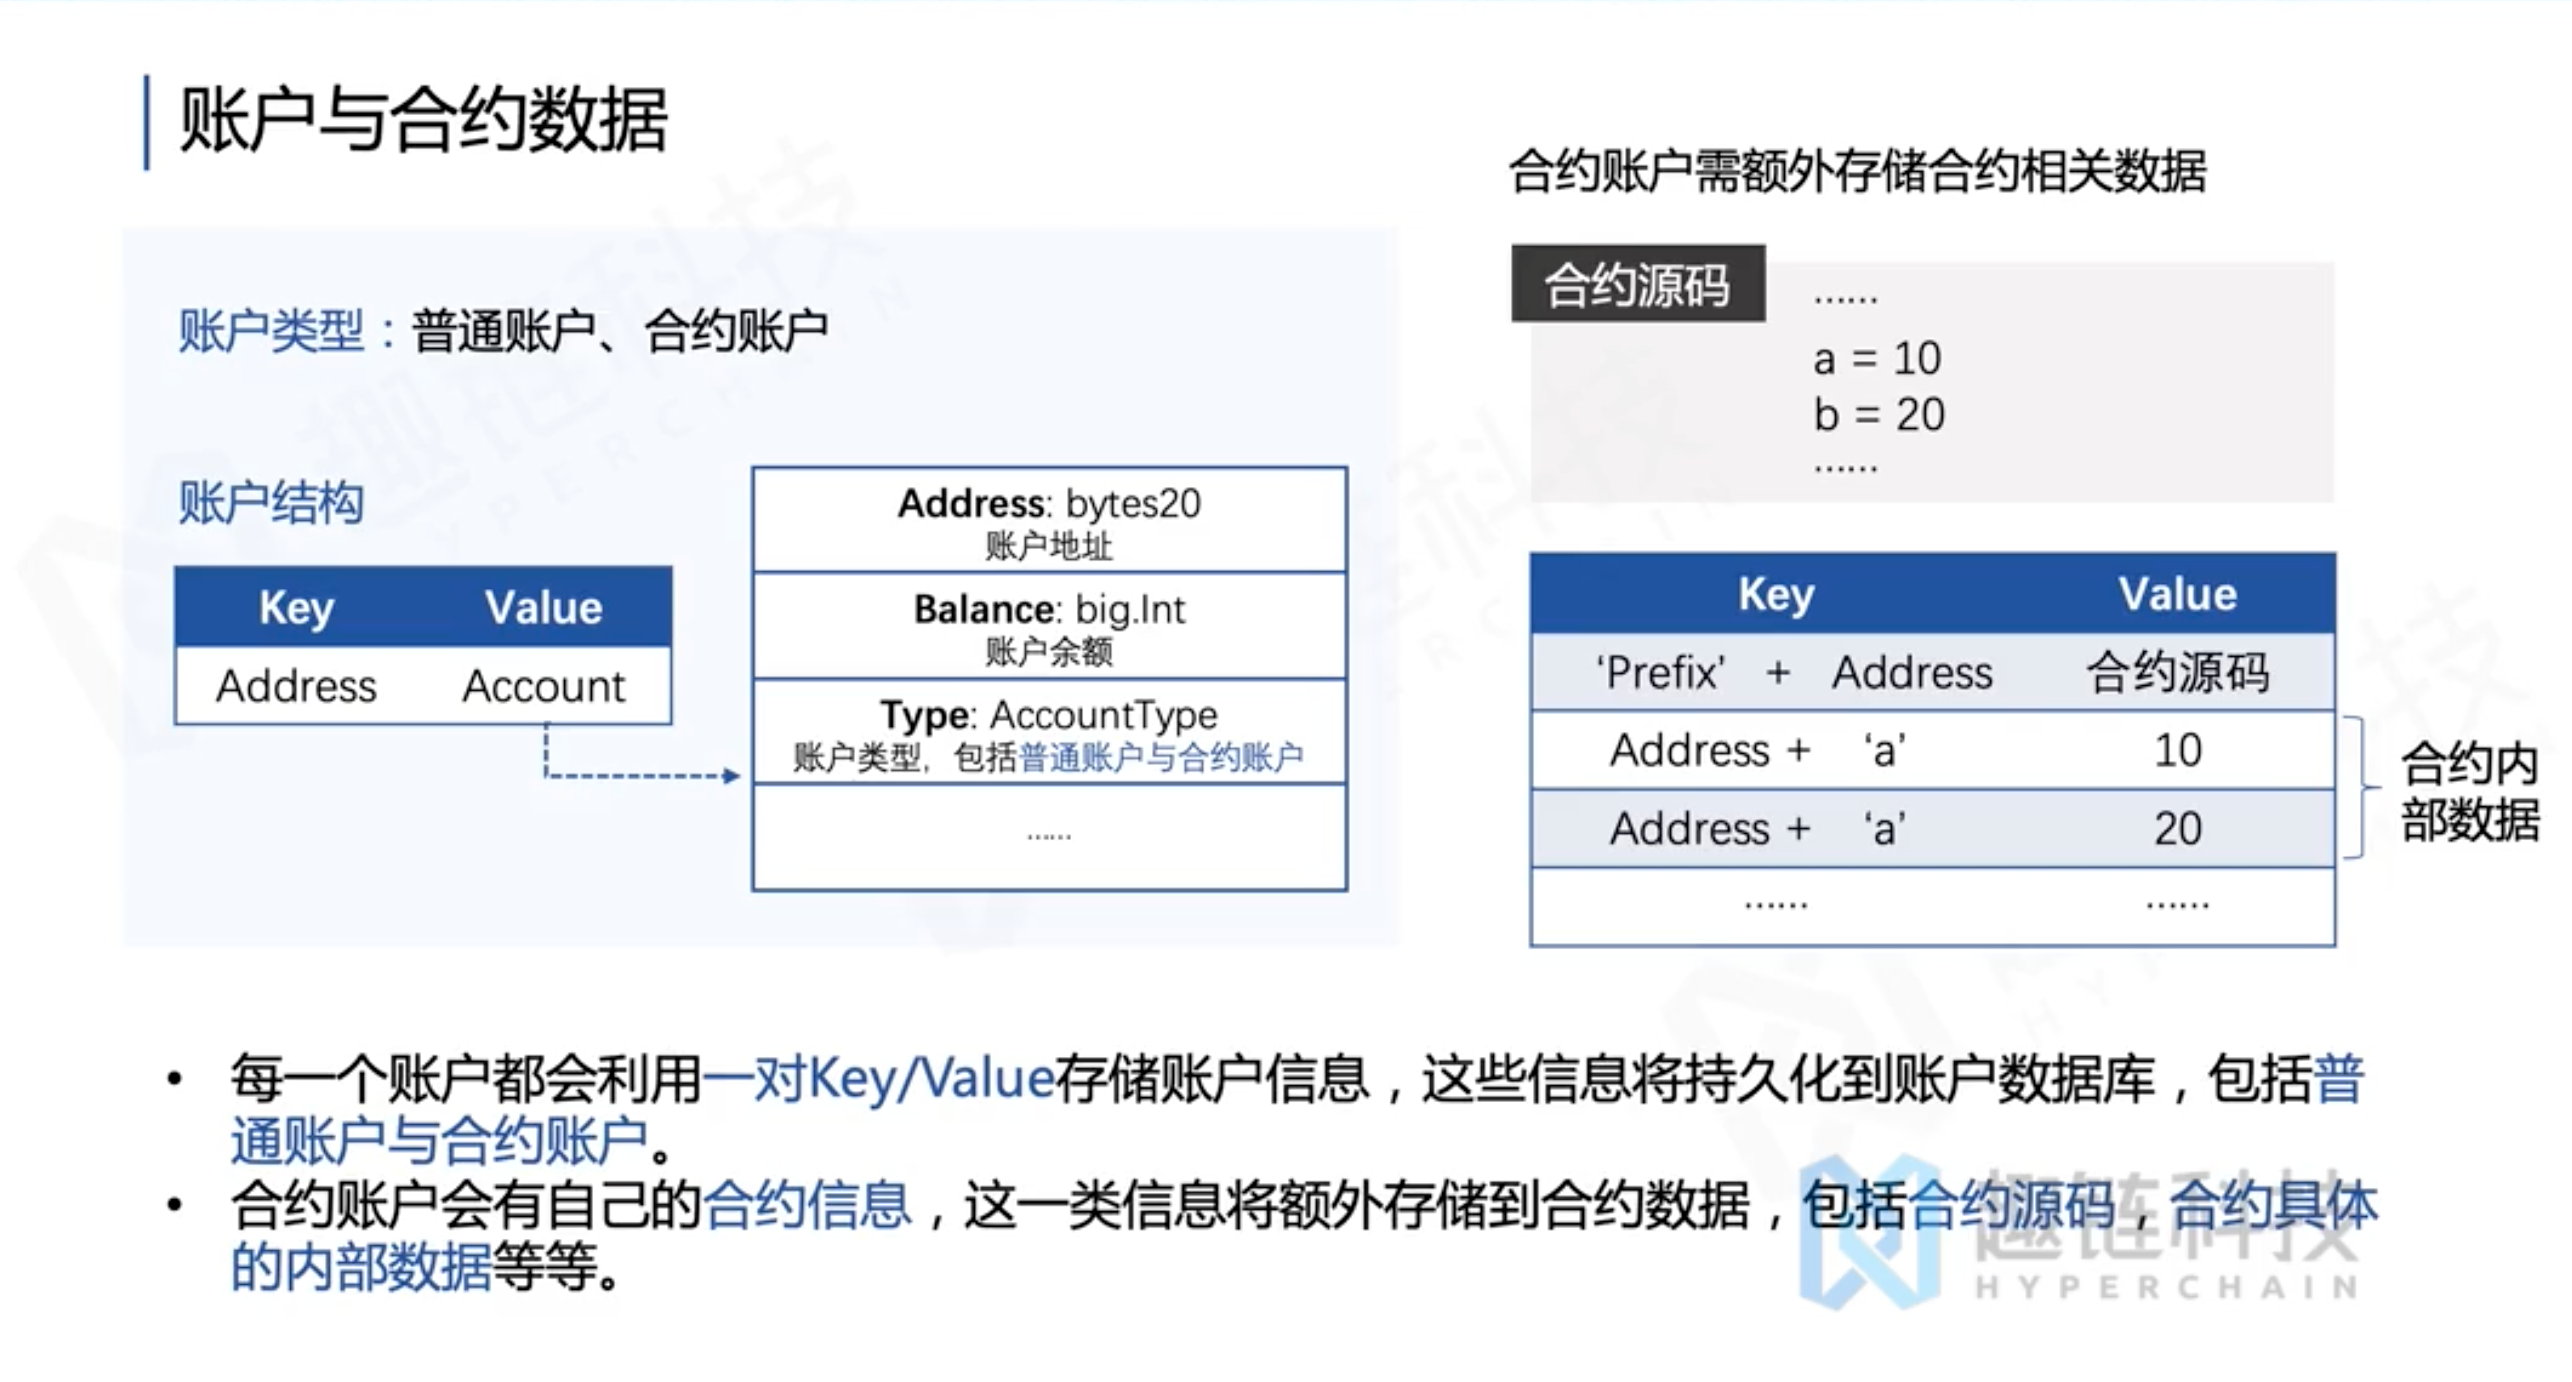 账户与合约数据
账户类型：普通账户、合约账户
账户结构
Key Value
Address Account
Address: bytes20
账户地址
Balance: big.Int
账户余额
Type: AccountType
账户类型，包括普通账户与合约账户
......
合约账户需额外存储合约相关数据
合约源码
......
a = 10
b = 20
......
Key Value
‘Prefix’ + Address 合约源码
Address + ‘a’ 10
Address + ‘a’ 20
...... ......
合约内
部数据
• 每一个账户都会利用一对Key/Value存储账户信息，这些信息将持久化到账户数据库，包括普
通账户与合约账户。
• 合约账户会有自己的合约信息，这一类信息将额外存储到合约数据，包括合约源码，合约具体
的内部数据等等。
趣链科技
HYPERCHAIN